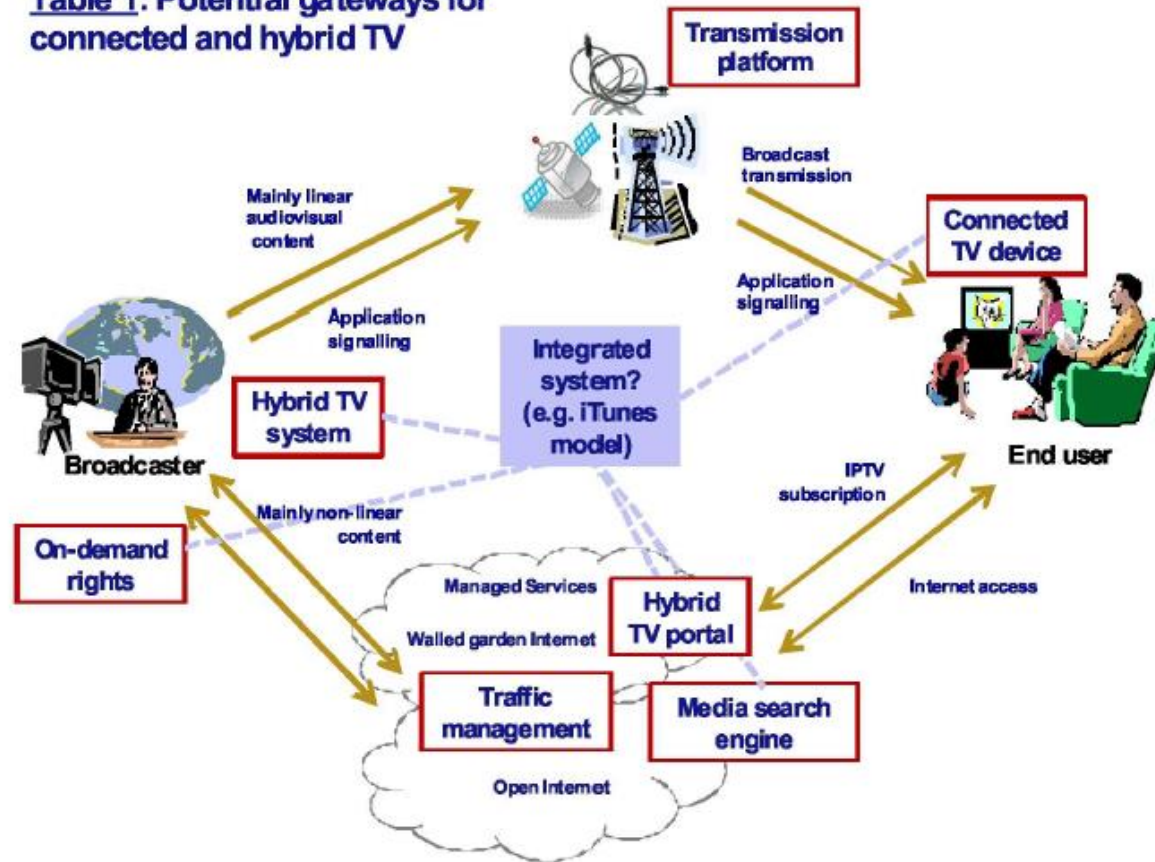 Table 1: Potential gateways for
connected and hybrid TV
Transmission
platform
Broadcast
transmission
Mainly linear
audiovisual
content
Connected
TV device
Application
signalling
Application
signalling
Integrated
system?
(e.g. iTunes
model)
Hybrid TV
system
Broadcaster
End user
IPTV
subscription
Mainly non-linear
content
On-demand
rights
Managed Services
Internet access
Hybrid
TV portal
Walled garden Internet
Traffic
management
Media search
engine
Open Internet